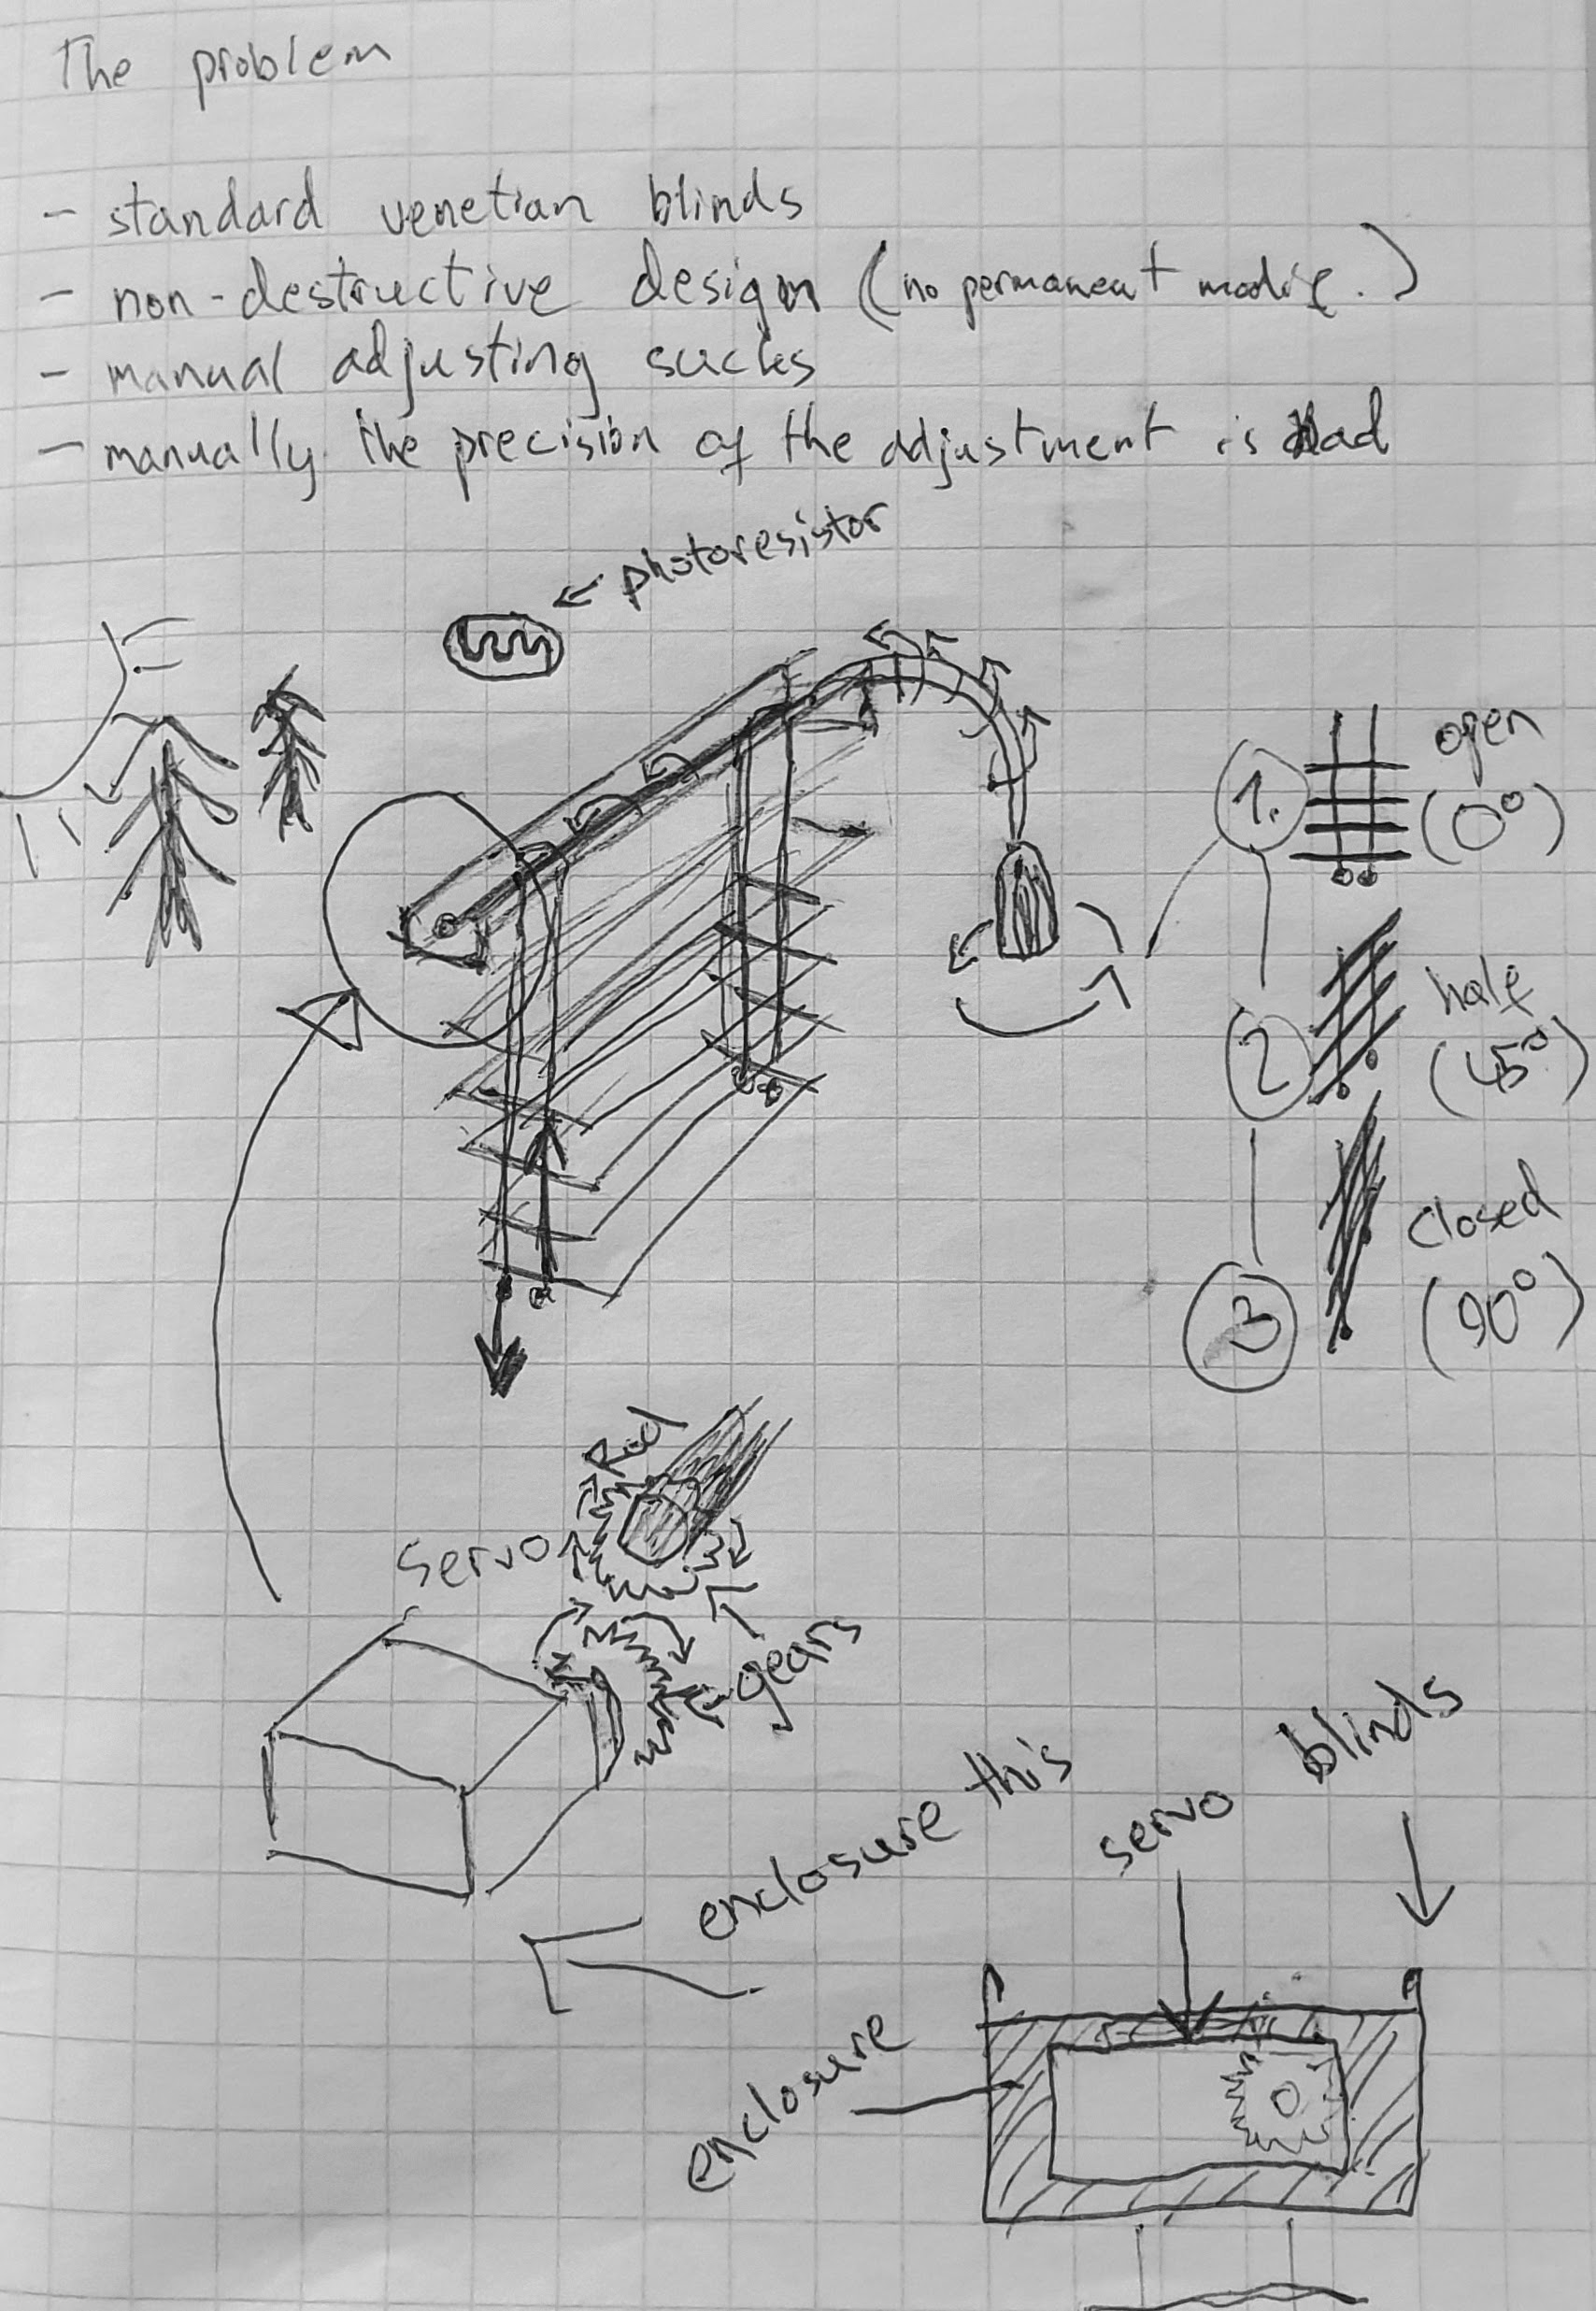 The problem
- standard venetian blinds
- non-destructive design (no permanent modif.)
- manual adjusting sucks
- manually the precision of the adjustment is bad
photoresistor
1. open
(0°)
2 half
(45°)
3 closed
(90°)
Rod
servo
gears
enclosure this
servo
blinds
enclosure